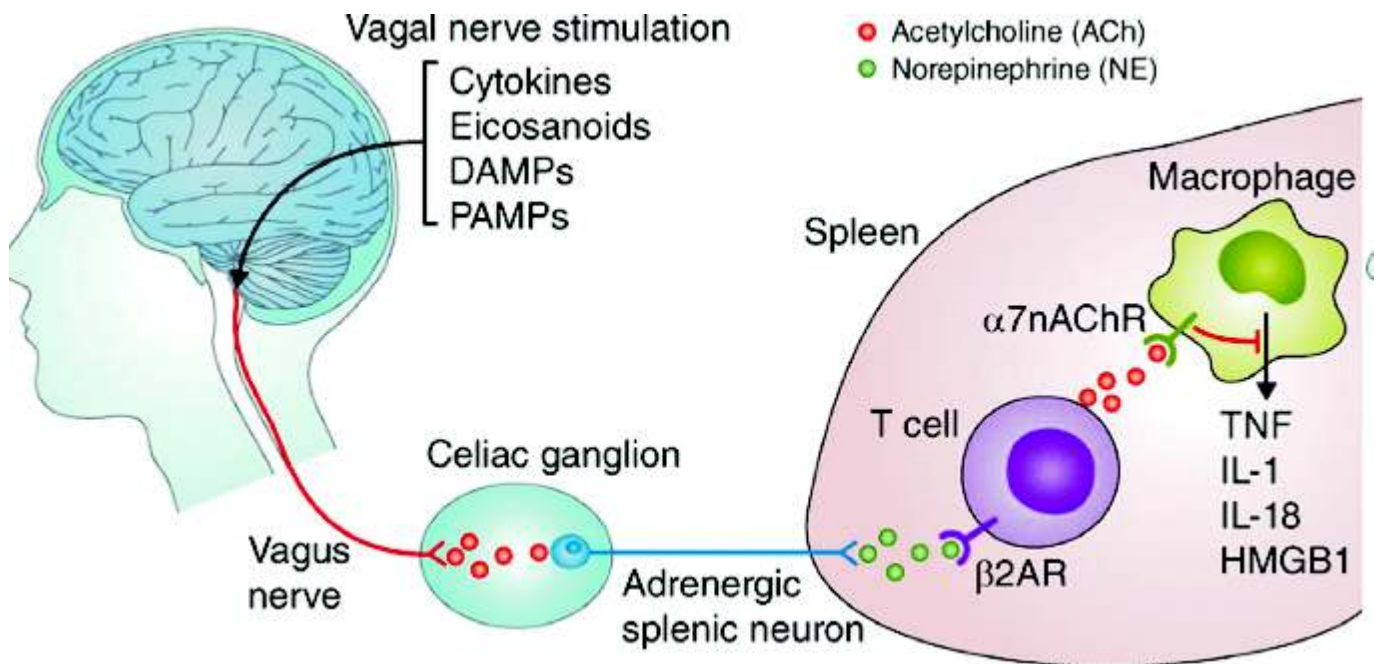 Vagal nerve stimulation
Cytokines
Eicosanoids
DAMPs
PAMPs
Acetylcholine (ACh)
Norepinephrine (NE)
Macrophage
Spleen
α7nAChR
T cell
TNF
IL-1
IL-18
HMGB1
β2AR
Celiac ganglion
Vagus
nerve
Adrenergic
splenic neuron